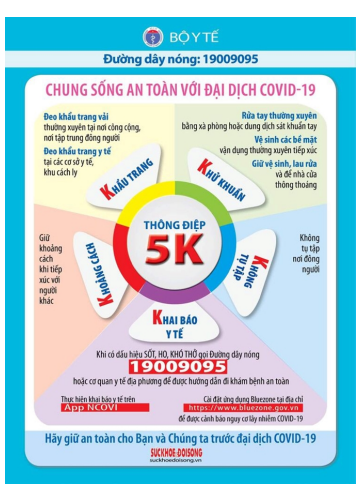 BỘ Y TẾ
Đường dây nóng: 19009095
CHUNG SỐNG AN TOÀN VỚI ĐẠI DỊCH COVID-19
Đeo khẩu trang vải
thường xuyên tại nơi công cộng,
nơi tập trung đông người
Đeo khẩu trang y tế
tại các cơ sở y tế,
khu cách ly
Rửa tay thường xuyên
bằng xà phòng hoặc dung dịch sát khuẩn tay
Vệ sinh các bề mặt
vận dụng thường xuyên tiếp xúc
Giữ vệ sinh, lau rửa
và để nhà cửa
thông thoáng
KHẨU TRANG
KHỬ KHUẨN
THÔNG ĐIỆP
5K
Giữ
khoảng
cách
khi tiếp
xúc với
người
khác
KHOẢNG CÁCH
KHÔNG
TỤ TẬP
Không
tụ tập
nơi đông
người
KHAI BÁO
Y TẾ
Khi có dấu hiệu SỐT, HO, KHÓ THỞ gọi Đường dây nóng
19009095
hoặc cơ quan y tế địa phương để được hướng dẫn đi khám bệnh an toàn
Thực hiện khai báo y tế trên
App NCOVI
Cài đặt ứng dụng Bluezone tại địa chỉ
https://www.bluezone.gov.vn
để được cảnh báo nguy cơ lây nhiễm COVID-19
Hãy giữ an toàn cho Bạn và Chúng ta trước đại dịch COVID-19
SUCKHOE-ĐOISONG
suckhoedoisong.vn